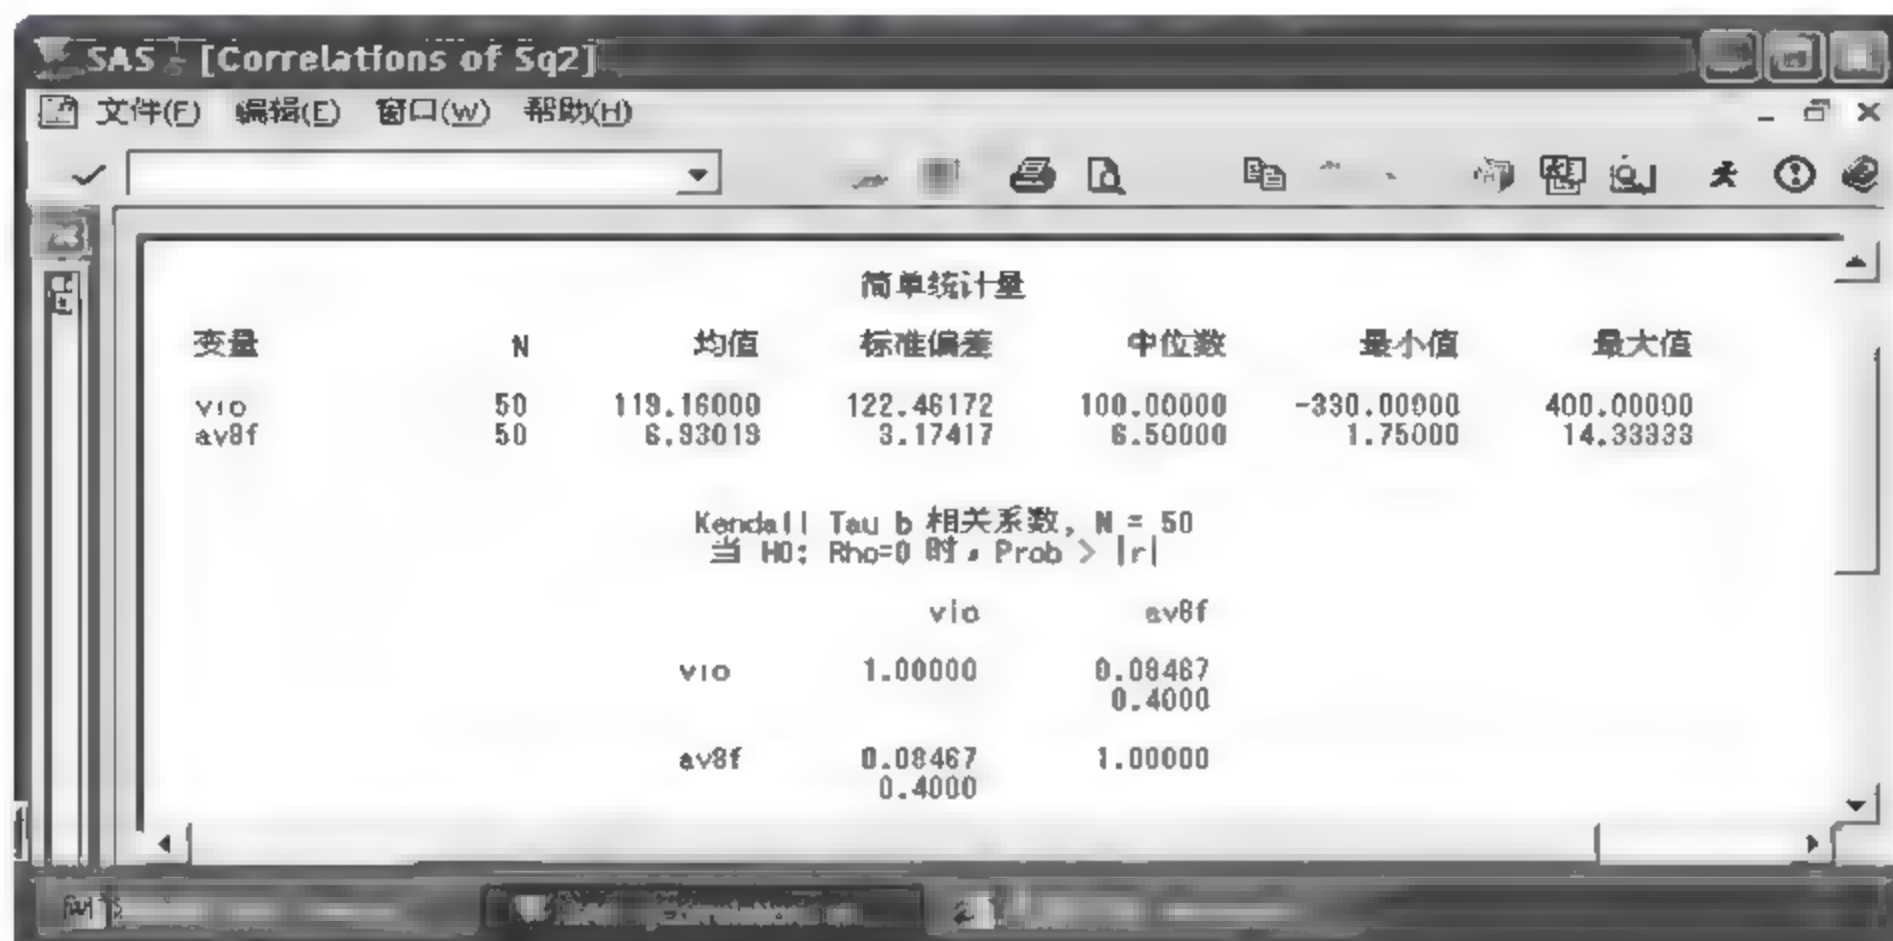 SAS - [Correlations of Sq2]
文件(F) 编辑(E) 窗口(W) 帮助(H)
简单统计量
变量 N 均值 标准偏差 中位数 最小值 最大值
vio 50 119.16000 122.46172 100.00000 -330.00000 400.00000
av8f 50 6.93019 3.17417 6.50000 1.75000 14.33333
Kendall Tau b 相关系数, N = 50
当 H0: Rho=0 时，Prob > |r|
vio av8f
vio 1.00000 0.08467
0.4000
av8f 0.08467 1.00000
0.4000